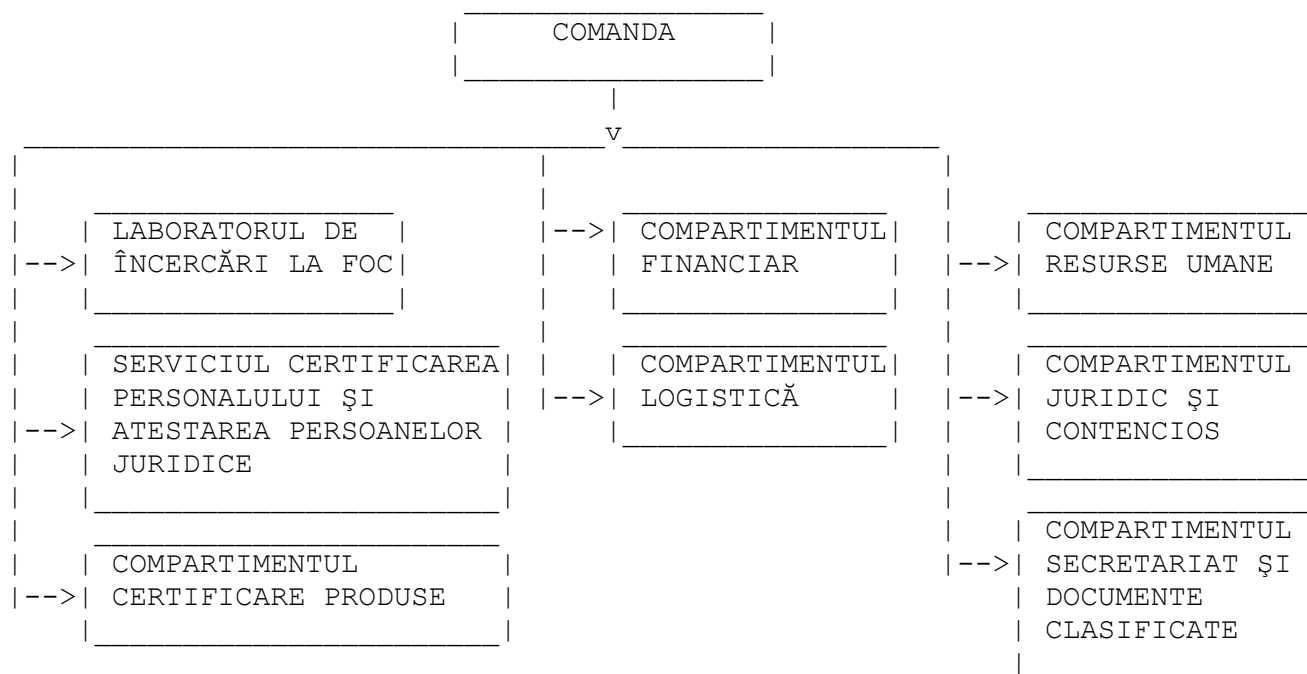 COMANDA
LABORATORUL DE
ÎNCERCĂRI LA FOC
SERVICIUL CERTIFICAREA
PERSONALULUI ŞI
ATESTAREA PERSOANELOR
JURIDICE
COMPARTIMENTUL
CERTIFICARE PRODUSE
COMPARTIMENTUL
FINANCIAR
COMPARTIMENTUL
LOGISTICĂ
COMPARTIMENTUL
RESURSE UMANE
COMPARTIMENTUL
JURIDIC ŞI
CONTENCIOS
COMPARTIMENTUL
SECRETARIAT ŞI
DOCUMENTE
CLASIFICATE